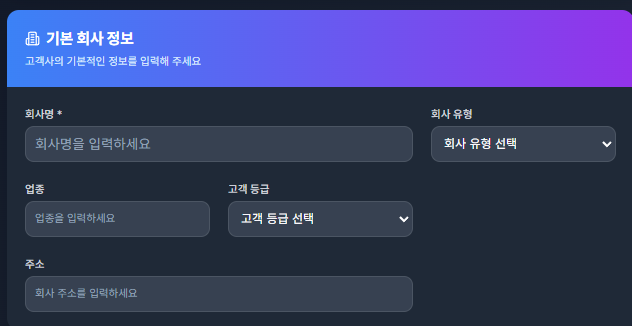 기본 회사 정보
고객사의 기본적인 정보를 입력해 주세요
회사명 *
회사 유형
회사명을 입력하세요
회사 유형 선택
업종
고객 등급
업종을 입력하세요
고객 등급 선택
주소
회사 주소를 입력하세요